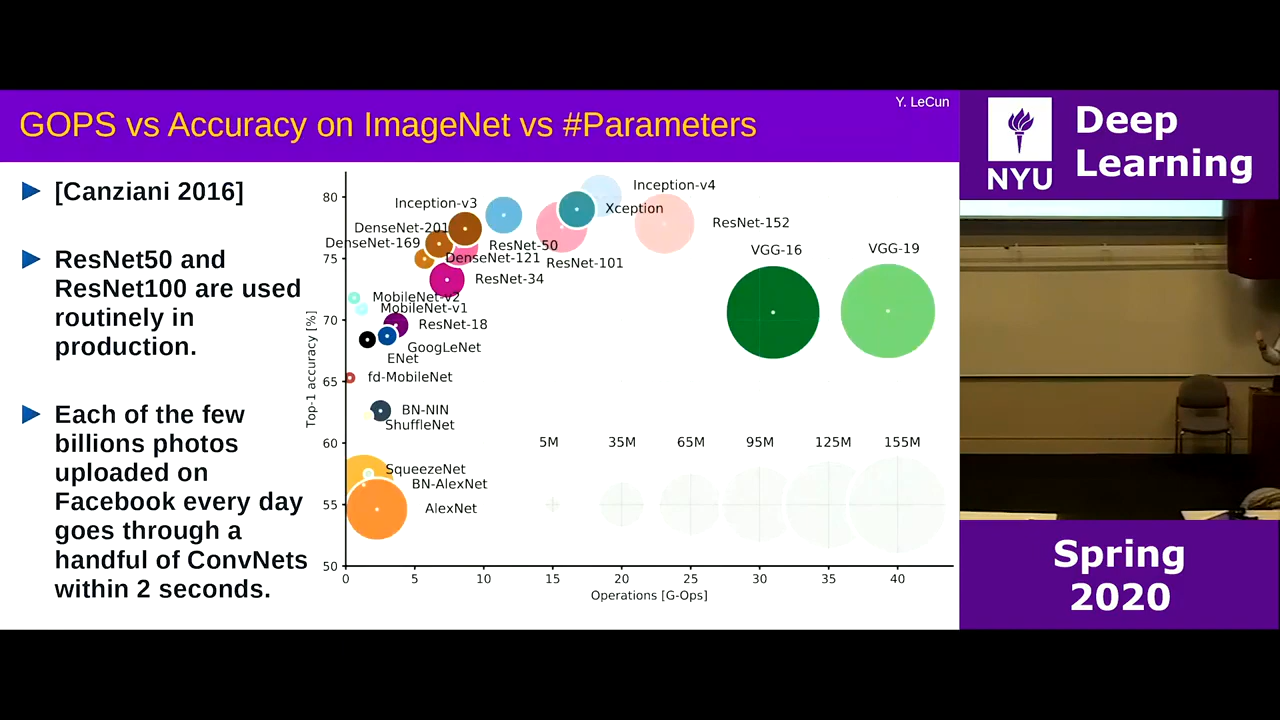 Y. LeCun
GOPS vs Accuracy on ImageNet vs #Parameters
[Canziani 2016]
ResNet50 and
ResNet100 are used
routinely in
production.
Each of the few
billions photos
uploaded on
Facebook every day
goes through a
handful of ConvNets
within 2 seconds.
Top-1 accuracy [%]
80
75
70
65
60
55
50
Inception-v4
Inception-v3
Xception
DenseNet-201
ResNet-152
DenseNet-169
ResNet-50
VGG-16
VGG-19
DenseNet-121
ResNet-101
ResNet-34
MobileNet-v2
MobileNet-v1
ResNet-18
GoogLeNet
ENet
fd-MobileNet
BN-NIN
ShuffleNet
5M 35M 65M 95M 125M 155M
SqueezeNet
BN-AlexNet
AlexNet
0 5 10 15 20 25 30 35 40
Operations [G-Ops]
NYU
Deep
Learning
Spring
2020